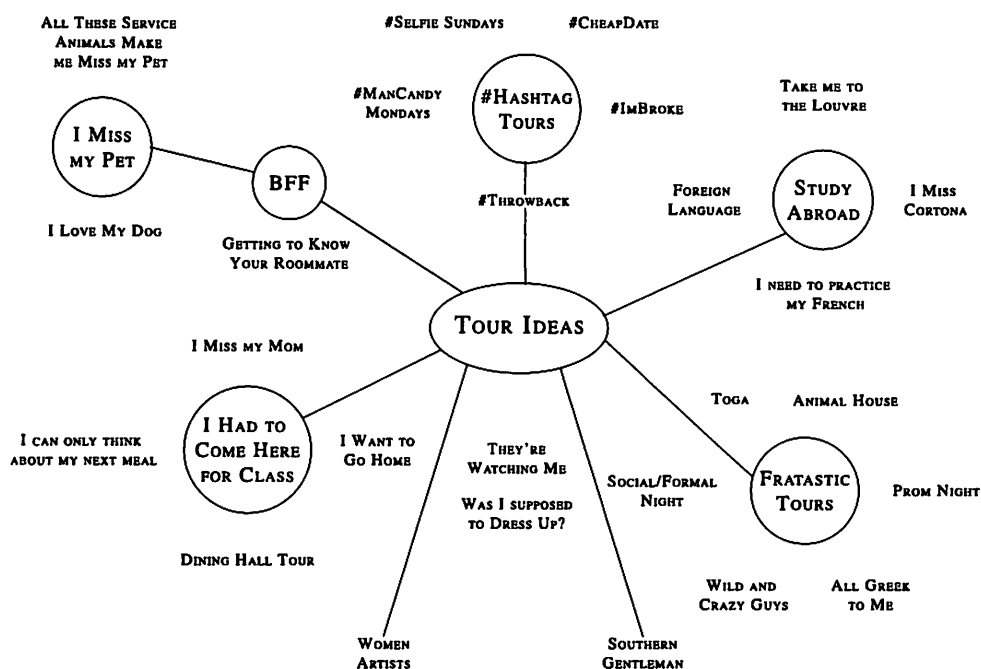 All These Service
Animals Make
me Miss my Pet
#Selfie Sundays
#CheapDate
#ManCandy
Mondays
#Hashtag
Tours
#ImBroke
Take me to
the Louvre
I Miss
my Pet
BFF
#Throwback
Foreign
Language
Study
Abroad
I Miss
Cortona
I Love My Dog
Getting to Know
Your Roommate
I need to practice
my French
Tour Ideas
I Miss my Mom
Toga
Animal House
I can only think
about my next meal
I Had to
Come Here
for Class
I Want to
Go Home
They're
Watching Me
Was I supposed
to Dress Up?
Social/Formal
Night
Fratastic
Tours
Prom Night
Dining Hall Tour
Wild and
Crazy Guys
All Greek
to Me
Women
Artists
Southern
Gentleman